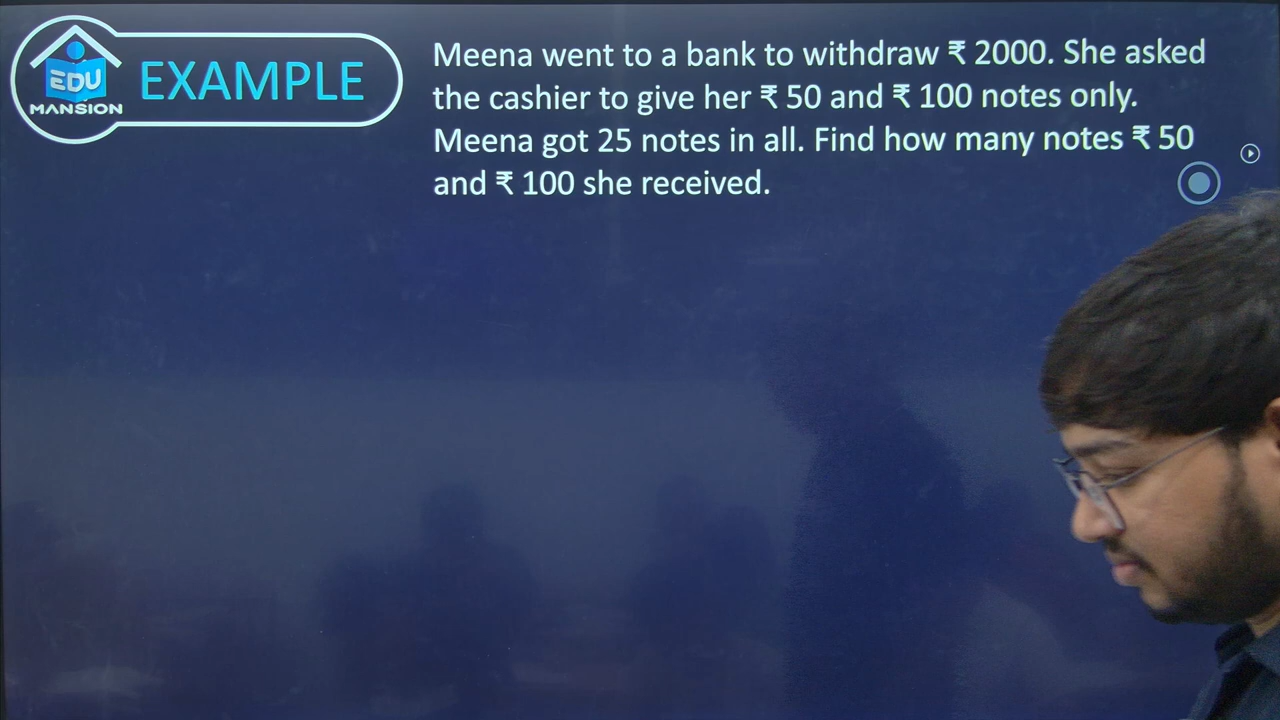 EDU
MANSION
EXAMPLE
Meena went to a bank to withdraw ₹ 2000. She asked
the cashier to give her ₹ 50 and ₹ 100 notes only.
Meena got 25 notes in all. Find how many notes ₹ 50
and ₹ 100 she received.